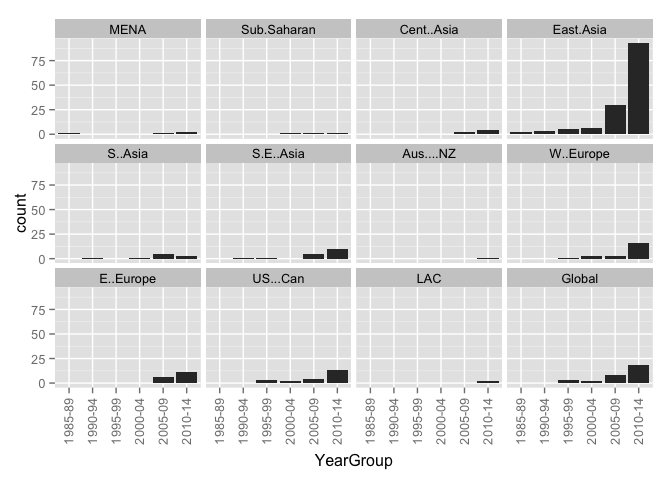 MENA Sub.Saharan Cent..Asia East.Asia
75
50
25
0
S..Asia S.E..Asia Aus....NZ W..Europe
75
50
25
0
count
E..Europe US...Can LAC Global
75
50
25
0
1985-89 1990-94 1995-99 2000-04 2005-09 2010-14 1985-89 1990-94 1995-99 2000-04 2005-09 2010-14 1985-89 1990-94 1995-99 2000-04 2005-09 2010-14 1985-89 1990-94 1995-99 2000-04 2005-09 2010-14
YearGroup